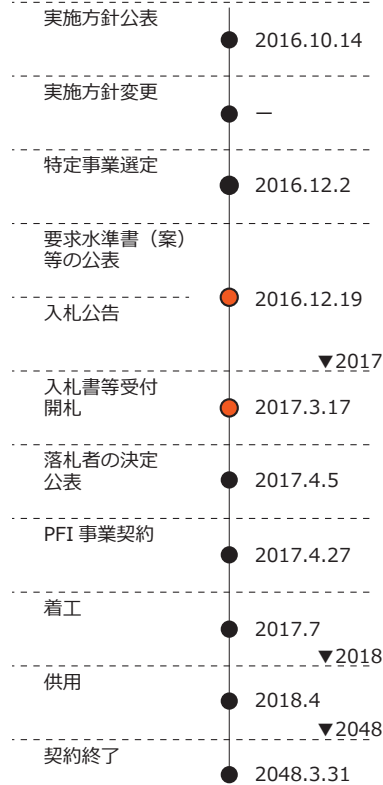 実施方針公表
2016.10.14
実施方針変更
—
特定事業選定
2016.12.2
要求水準書（案）
等の公表
2016.12.19
入札公告
▼2017
入札書等受付
開札
2017.3.17
落札者の決定
公表
2017.4.5
PFI 事業契約
2017.4.27
着工
2017.7
▼2018
供用
2018.4
▼2048
契約終了
2048.3.31